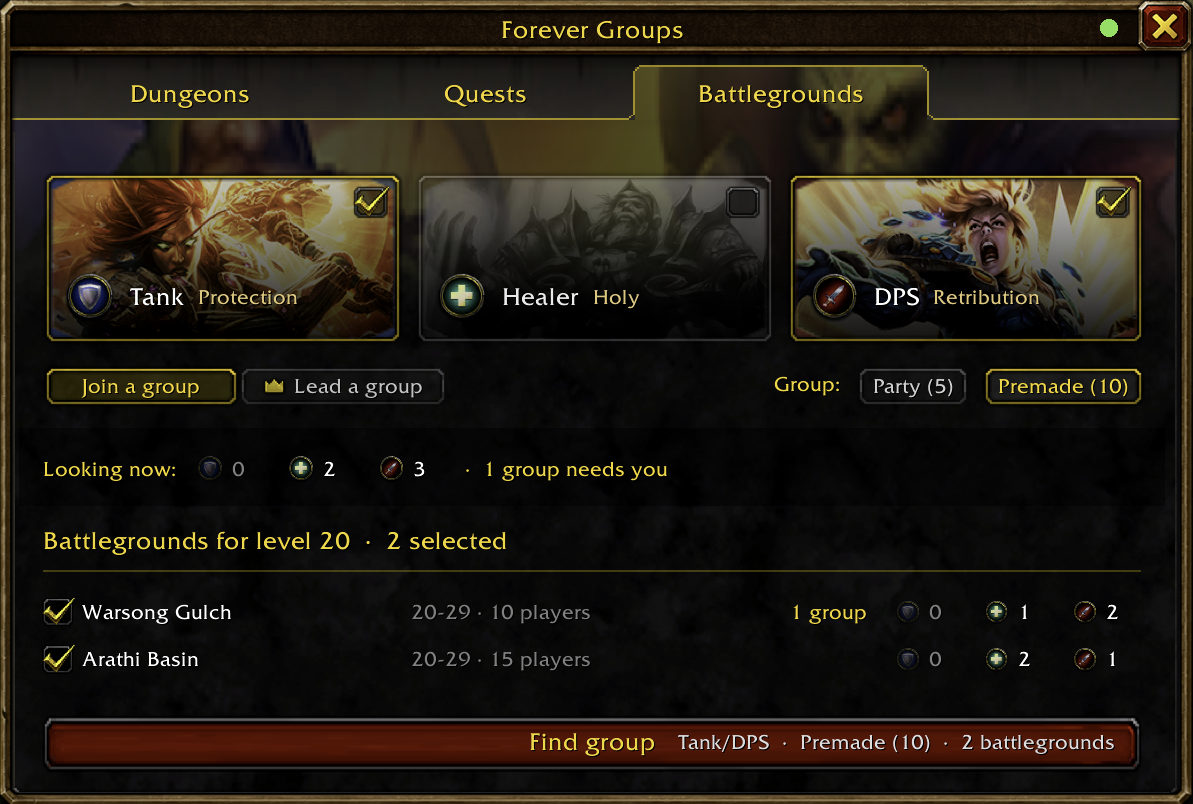 Forever Groups
Dungeons Quests Battlegrounds
Tank Protection Healer Holy DPS Retribution
Join a group Lead a group Group: Party (5) Premade (10)
Looking now: 0 2 3 · 1 group needs you
Battlegrounds for level 20 · 2 selected
Warsong Gulch 20-29 · 10 players 1 group 0 1 2
Arathi Basin 20-29 · 15 players 0 2 1
Find group Tank/DPS · Premade (10) · 2 battlegrounds